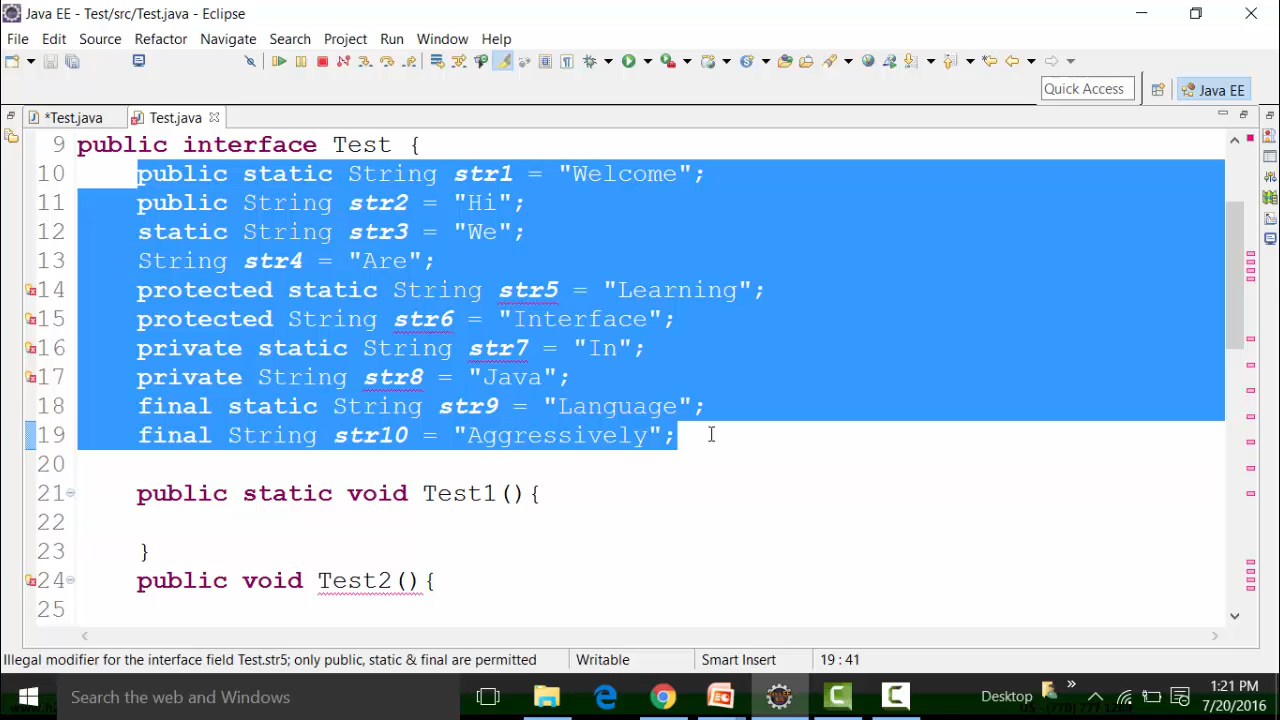 Java EE - Test/src/Test.java - Eclipse
File Edit Source Refactor Navigate Search Project Run Window Help
Quick Access
Java EE
*Test.java
Test.java
9 public interface Test {
10 public static String str1 = "Welcome";
11 public String str2 = "Hi";
12 static String str3 = "We";
13 String str4 = "Are";
14 protected static String str5 = "Learning";
15 protected String str6 = "Interface";
16 private static String str7 = "In";
17 private String str8 = "Java";
18 final static String str9 = "Language";
19 final String str10 = "Aggressively";
20
21 public static void Test1(){
22
23 }
24 public void Test2(){
25
Illegal modifier for the interface field Test.str5; only public, static & final are permitted
Writable
Smart Insert
19 : 41
Search the web and Windows
Desktop
1:21 PM
7/20/2016